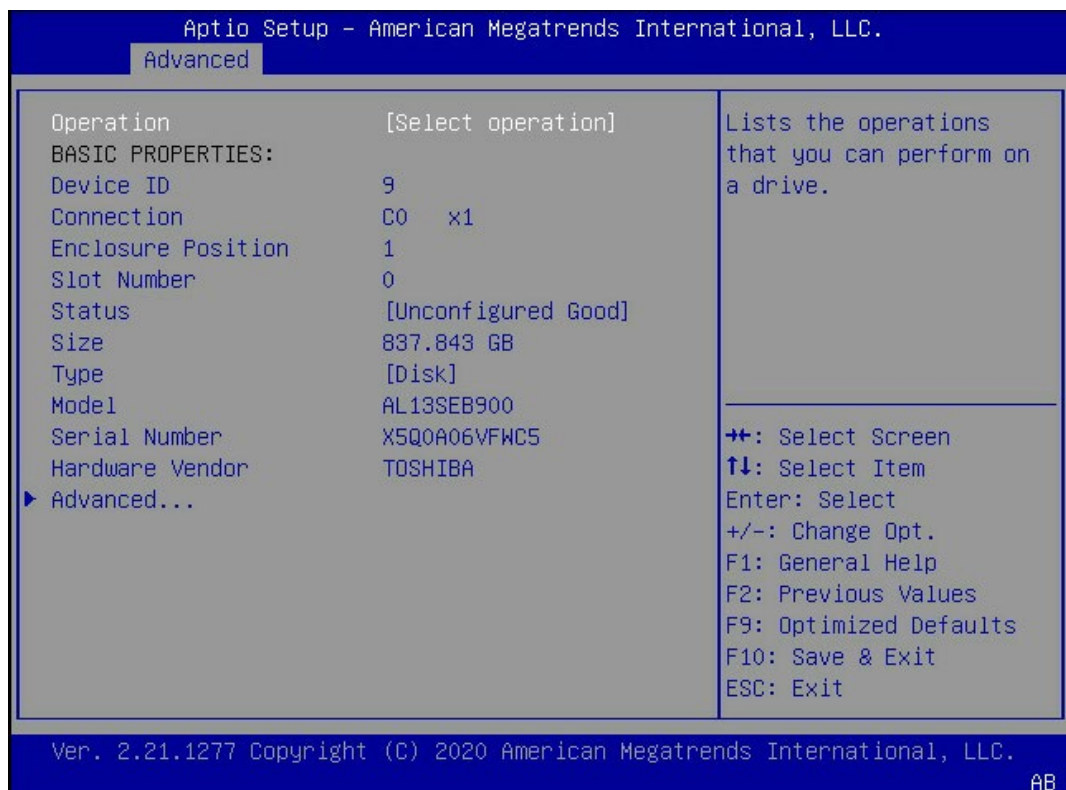 Aptio Setup – American Megatrends International, LLC.
Advanced
Operation [Select operation]
BASIC PROPERTIES:
Device ID 9
Connection C0 x1
Enclosure Position 1
Slot Number 0
Status [Unconfigured Good]
Size 837.843 GB
Type [Disk]
Model AL13SEB900
Serial Number X5Q0A06VFWC5
Hardware Vendor TOSHIBA
Advanced...
Lists the operations
that you can perform on
a drive.
→←: Select Screen
↑↓: Select Item
Enter: Select
+/-: Change Opt.
F1: General Help
F2: Previous Values
F9: Optimized Defaults
F10: Save & Exit
ESC: Exit
Ver. 2.21.1277 Copyright (C) 2020 American Megatrends International, LLC.
AB